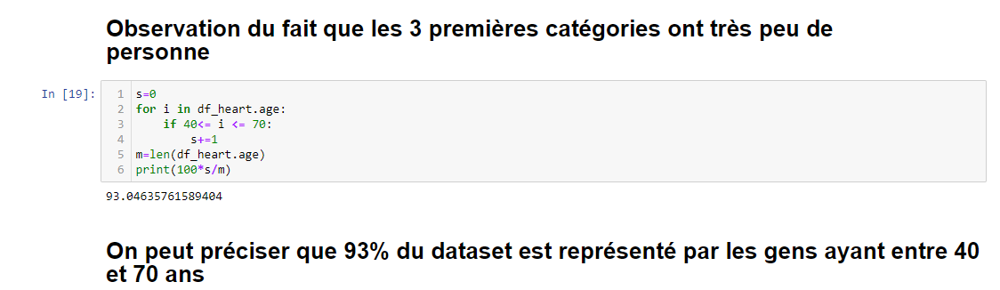 Observation du fait que les 3 premières catégories ont très peu de
personne
In [19]:
1 s=0
2 for i in df_heart.age:
3     if 40<= i <= 70:
4         s+=1
5 m=len(df_heart.age)
6 print(100*s/m)
93.04635761589404
On peut préciser que 93% du dataset est représenté par les gens ayant entre 40
et 70 ans